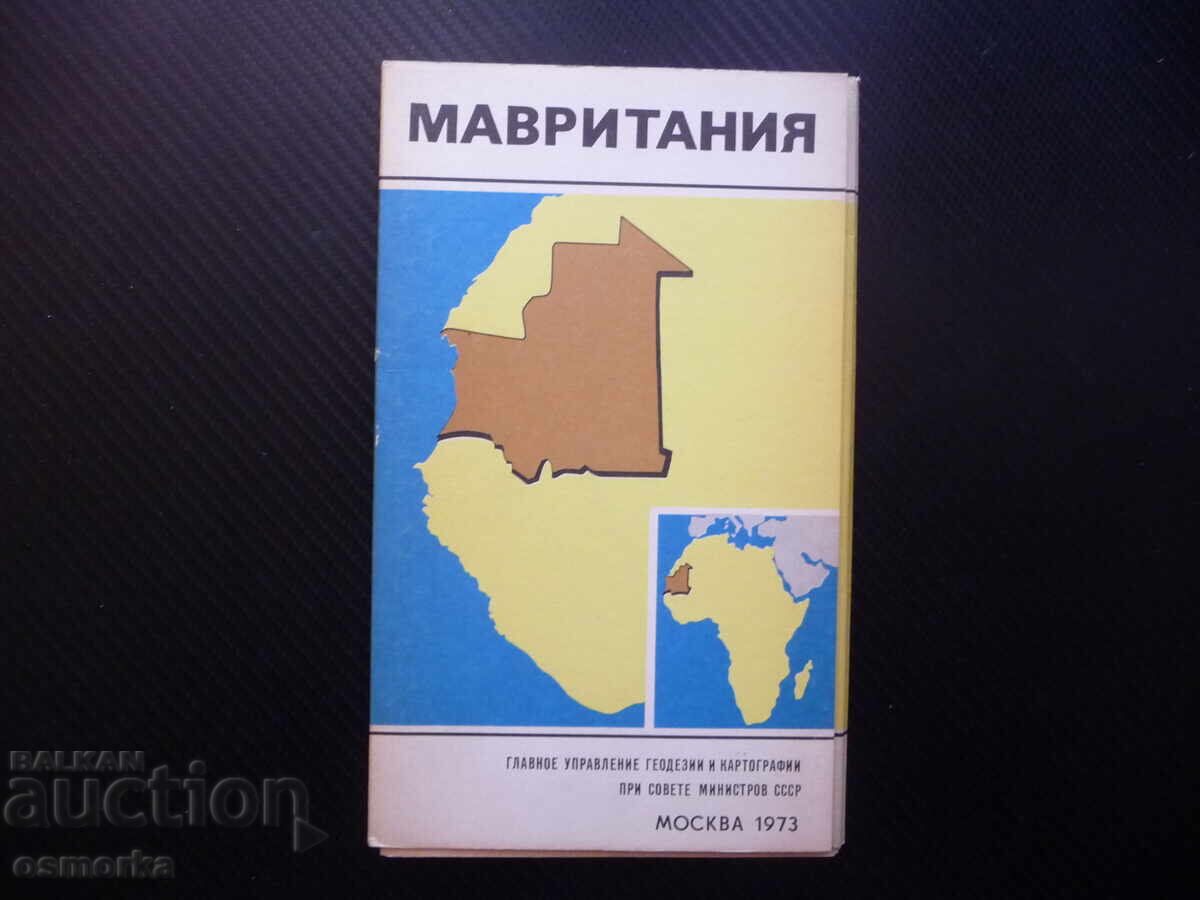 МАВРИТАНИЯ
ГЛАВНОЕ УПРАВЛЕНИЕ ГЕОДЕЗИИ И КАРТОГРАФИИ
ПРИ СОВЕТЕ МИНИСТРОВ СССР
МОСКВА 1973
BALKAN
auction
osmorka